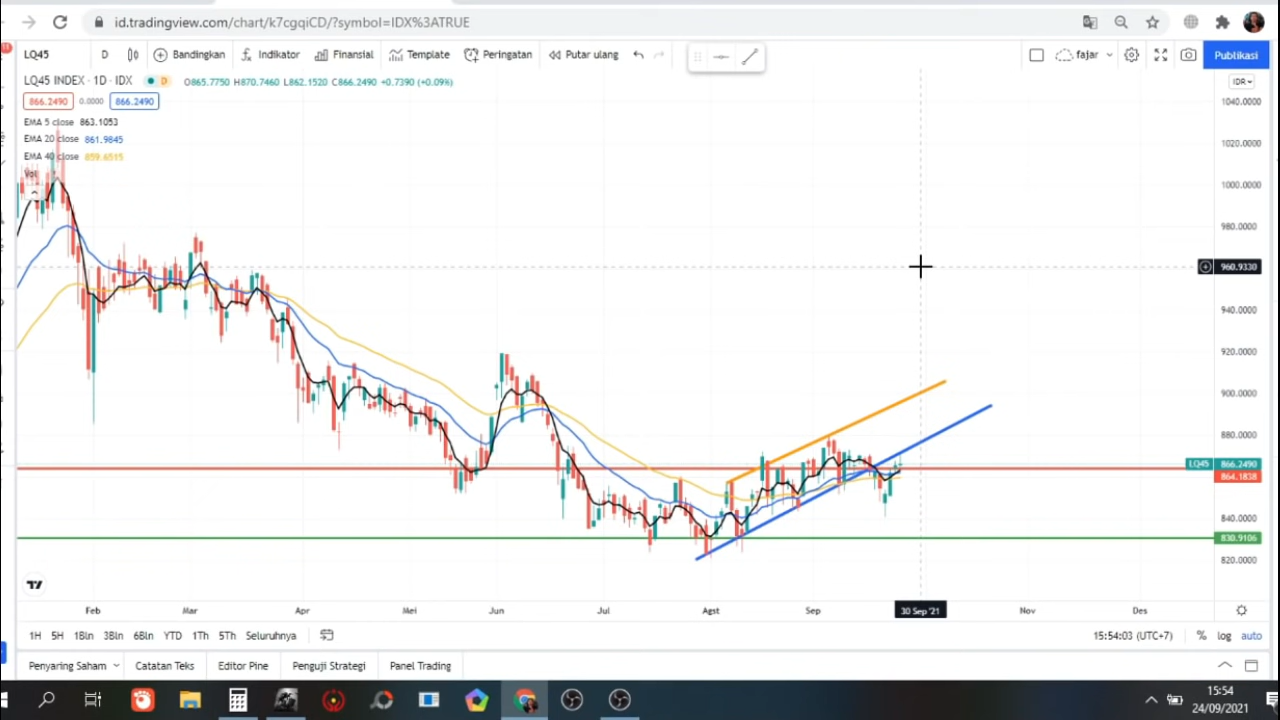 id.tradingview.com/chart/k7cgqiCD/?symbol=IDX%3ATRUE
11
LQ45 D Bandingkan Indikator Finansial Template Peringatan Putar ulang fajar Publikasi
LQ45 INDEX · 1D · IDX D O865.7750 H870.7460 L862.1520 C866.2490 +0.7390 (+0.09%)
IDR
866.2490 0.0000 866.2490
EMA 5 close 863.1053
EMA 20 close 861.9845
EMA 40 close 859.6515
Vol
1040.0000
1020.0000
1000.0000
980.0000
960.9330
940.0000
920.0000
900.0000
880.0000
LQ45 866.2490
864.1838
840.0000
830.9106
820.0000
Feb Mar Apr Mei Jun Jul Agst Sep 30 Sep '21 Nov Des
1H 5H 1Bln 3Bln 6Bln YTD 1Th 5Th Seluruhnya 15:54:03 (UTC+7) % log auto
Penyaring Saham Catatan Teks Editor Pine Penguji Strategi Panel Trading
15:54
24/09/2021